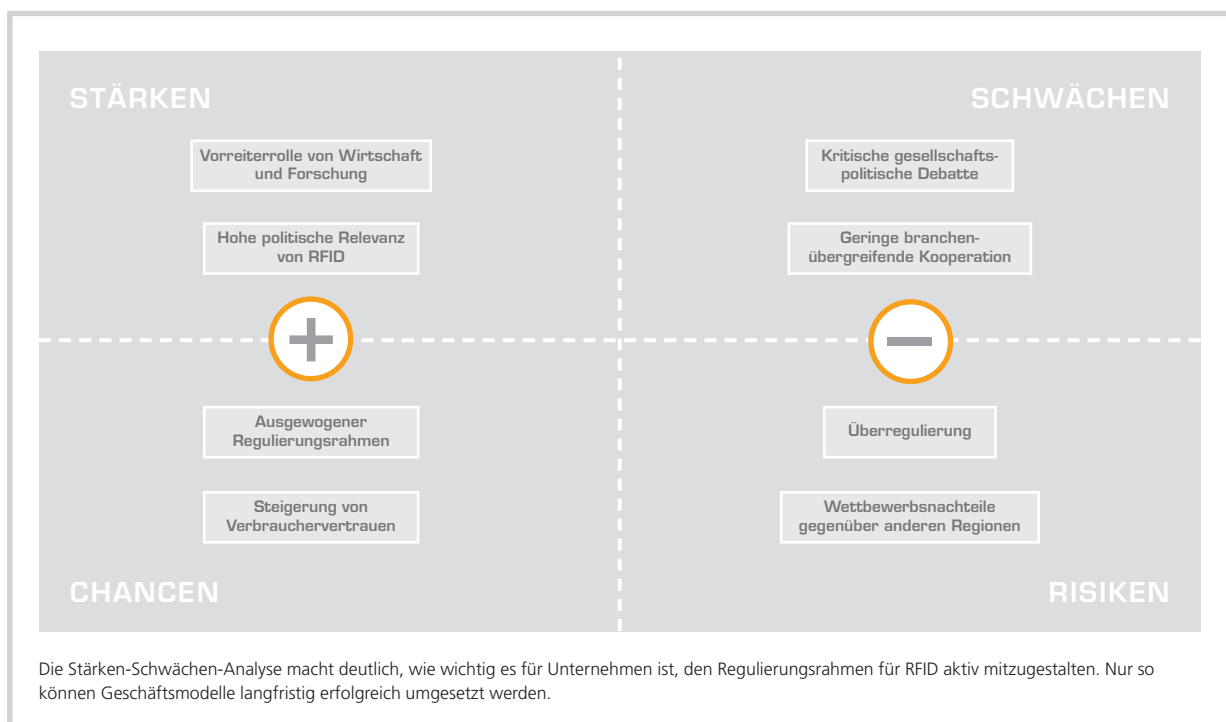 STÄRKEN
Vorreiterrolle von Wirtschaft
und Forschung
Hohe politische Relevanz
von RFID
SCHWÄCHEN
Kritische gesellschafts-
politische Debatte
Geringe branchen-
übergreifende Kooperation
+
−
Ausgewogener
Regulierungsrahmen
Steigerung von
Verbrauchervertrauen
CHANCEN
Überregulierung
Wettbewerbsnachteile
gegenüber anderen Regionen
RISIKEN
Die Stärken-Schwächen-Analyse macht deutlich, wie wichtig es für Unternehmen ist, den Regulierungsrahmen für RFID aktiv mitzugestalten. Nur so
können Geschäftsmodelle langfristig erfolgreich umgesetzt werden.